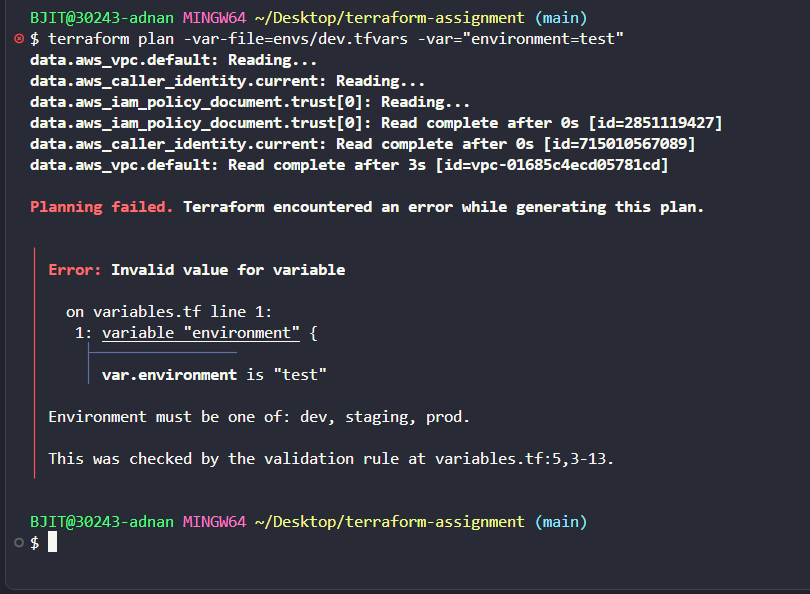 BJIT@30243-adnan MINGW64 ~/Desktop/terraform-assignment (main)
$ terraform plan -var-file=envs/dev.tfvars -var="environment=test"
data.aws_vpc.default: Reading...
data.aws_caller_identity.current: Reading...
data.aws_iam_policy_document.trust[0]: Reading...
data.aws_iam_policy_document.trust[0]: Read complete after 0s [id=2851119427]
data.aws_caller_identity.current: Read complete after 0s [id=715010567089]
data.aws_vpc.default: Read complete after 3s [id=vpc-01685c4ecd05781cd]
Planning failed. Terraform encountered an error while generating this plan.
Error: Invalid value for variable
on variables.tf line 1:
1: variable "environment" {
var.environment is "test"
Environment must be one of: dev, staging, prod.
This was checked by the validation rule at variables.tf:5,3-13.
BJIT@30243-adnan MINGW64 ~/Desktop/terraform-assignment (main)
$